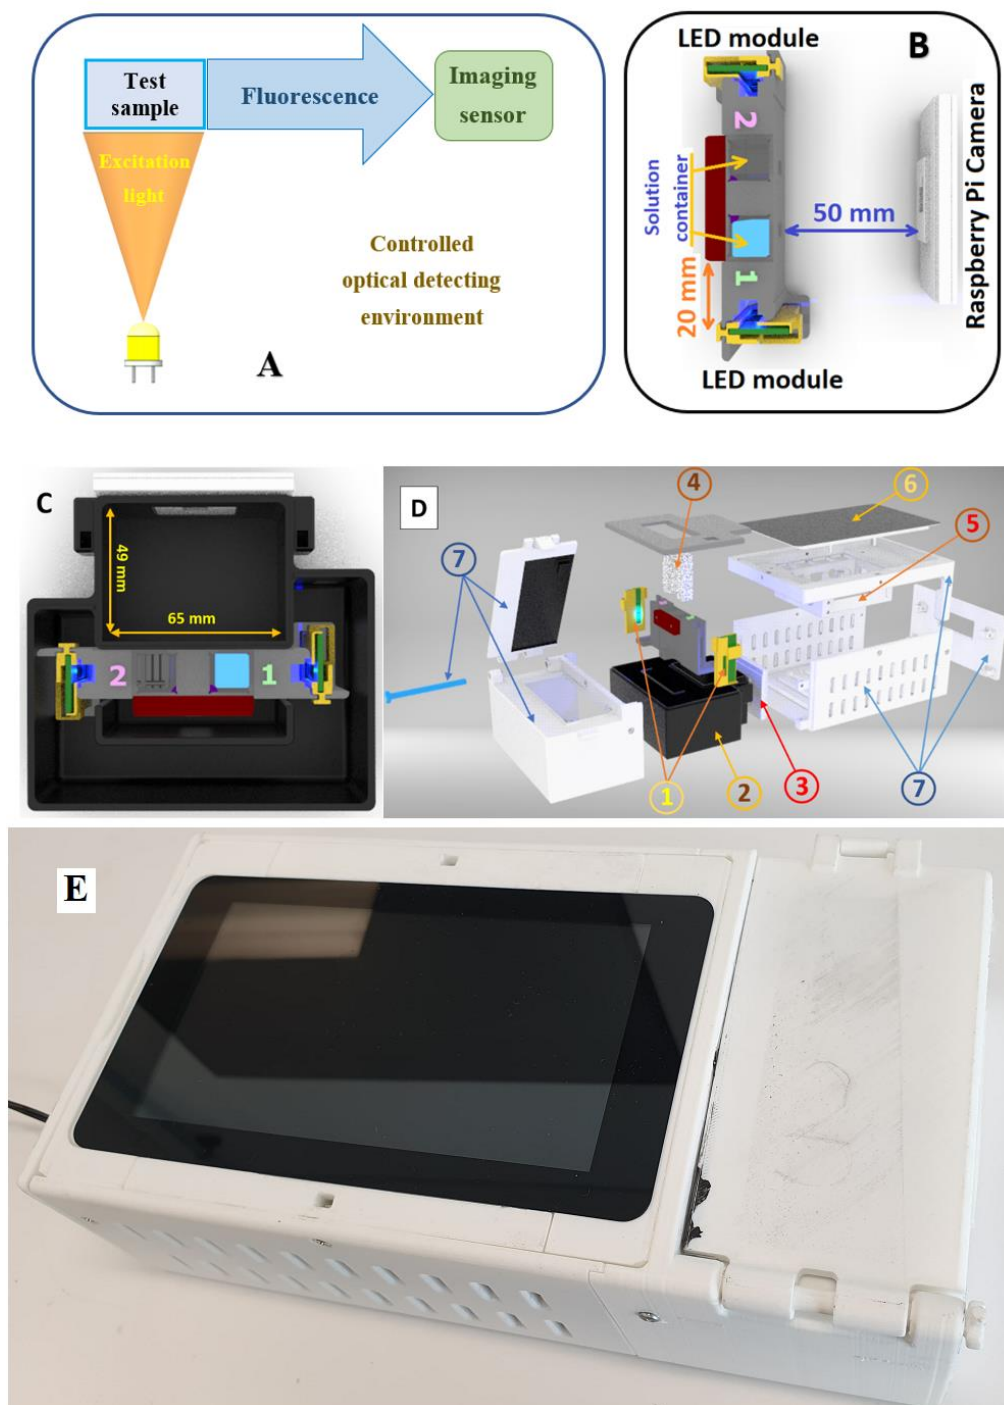 Test
sample
Fluorescence
Imaging
sensor
Excitation
light
Controlled
optical detecting
environment
A
LED module
B
2
Solution
container
50 mm
1
20 mm
Raspberry Pi Camera
LED module
C
49 mm
65 mm
2
1
D
4
6
5
7
1
2
3
7
E